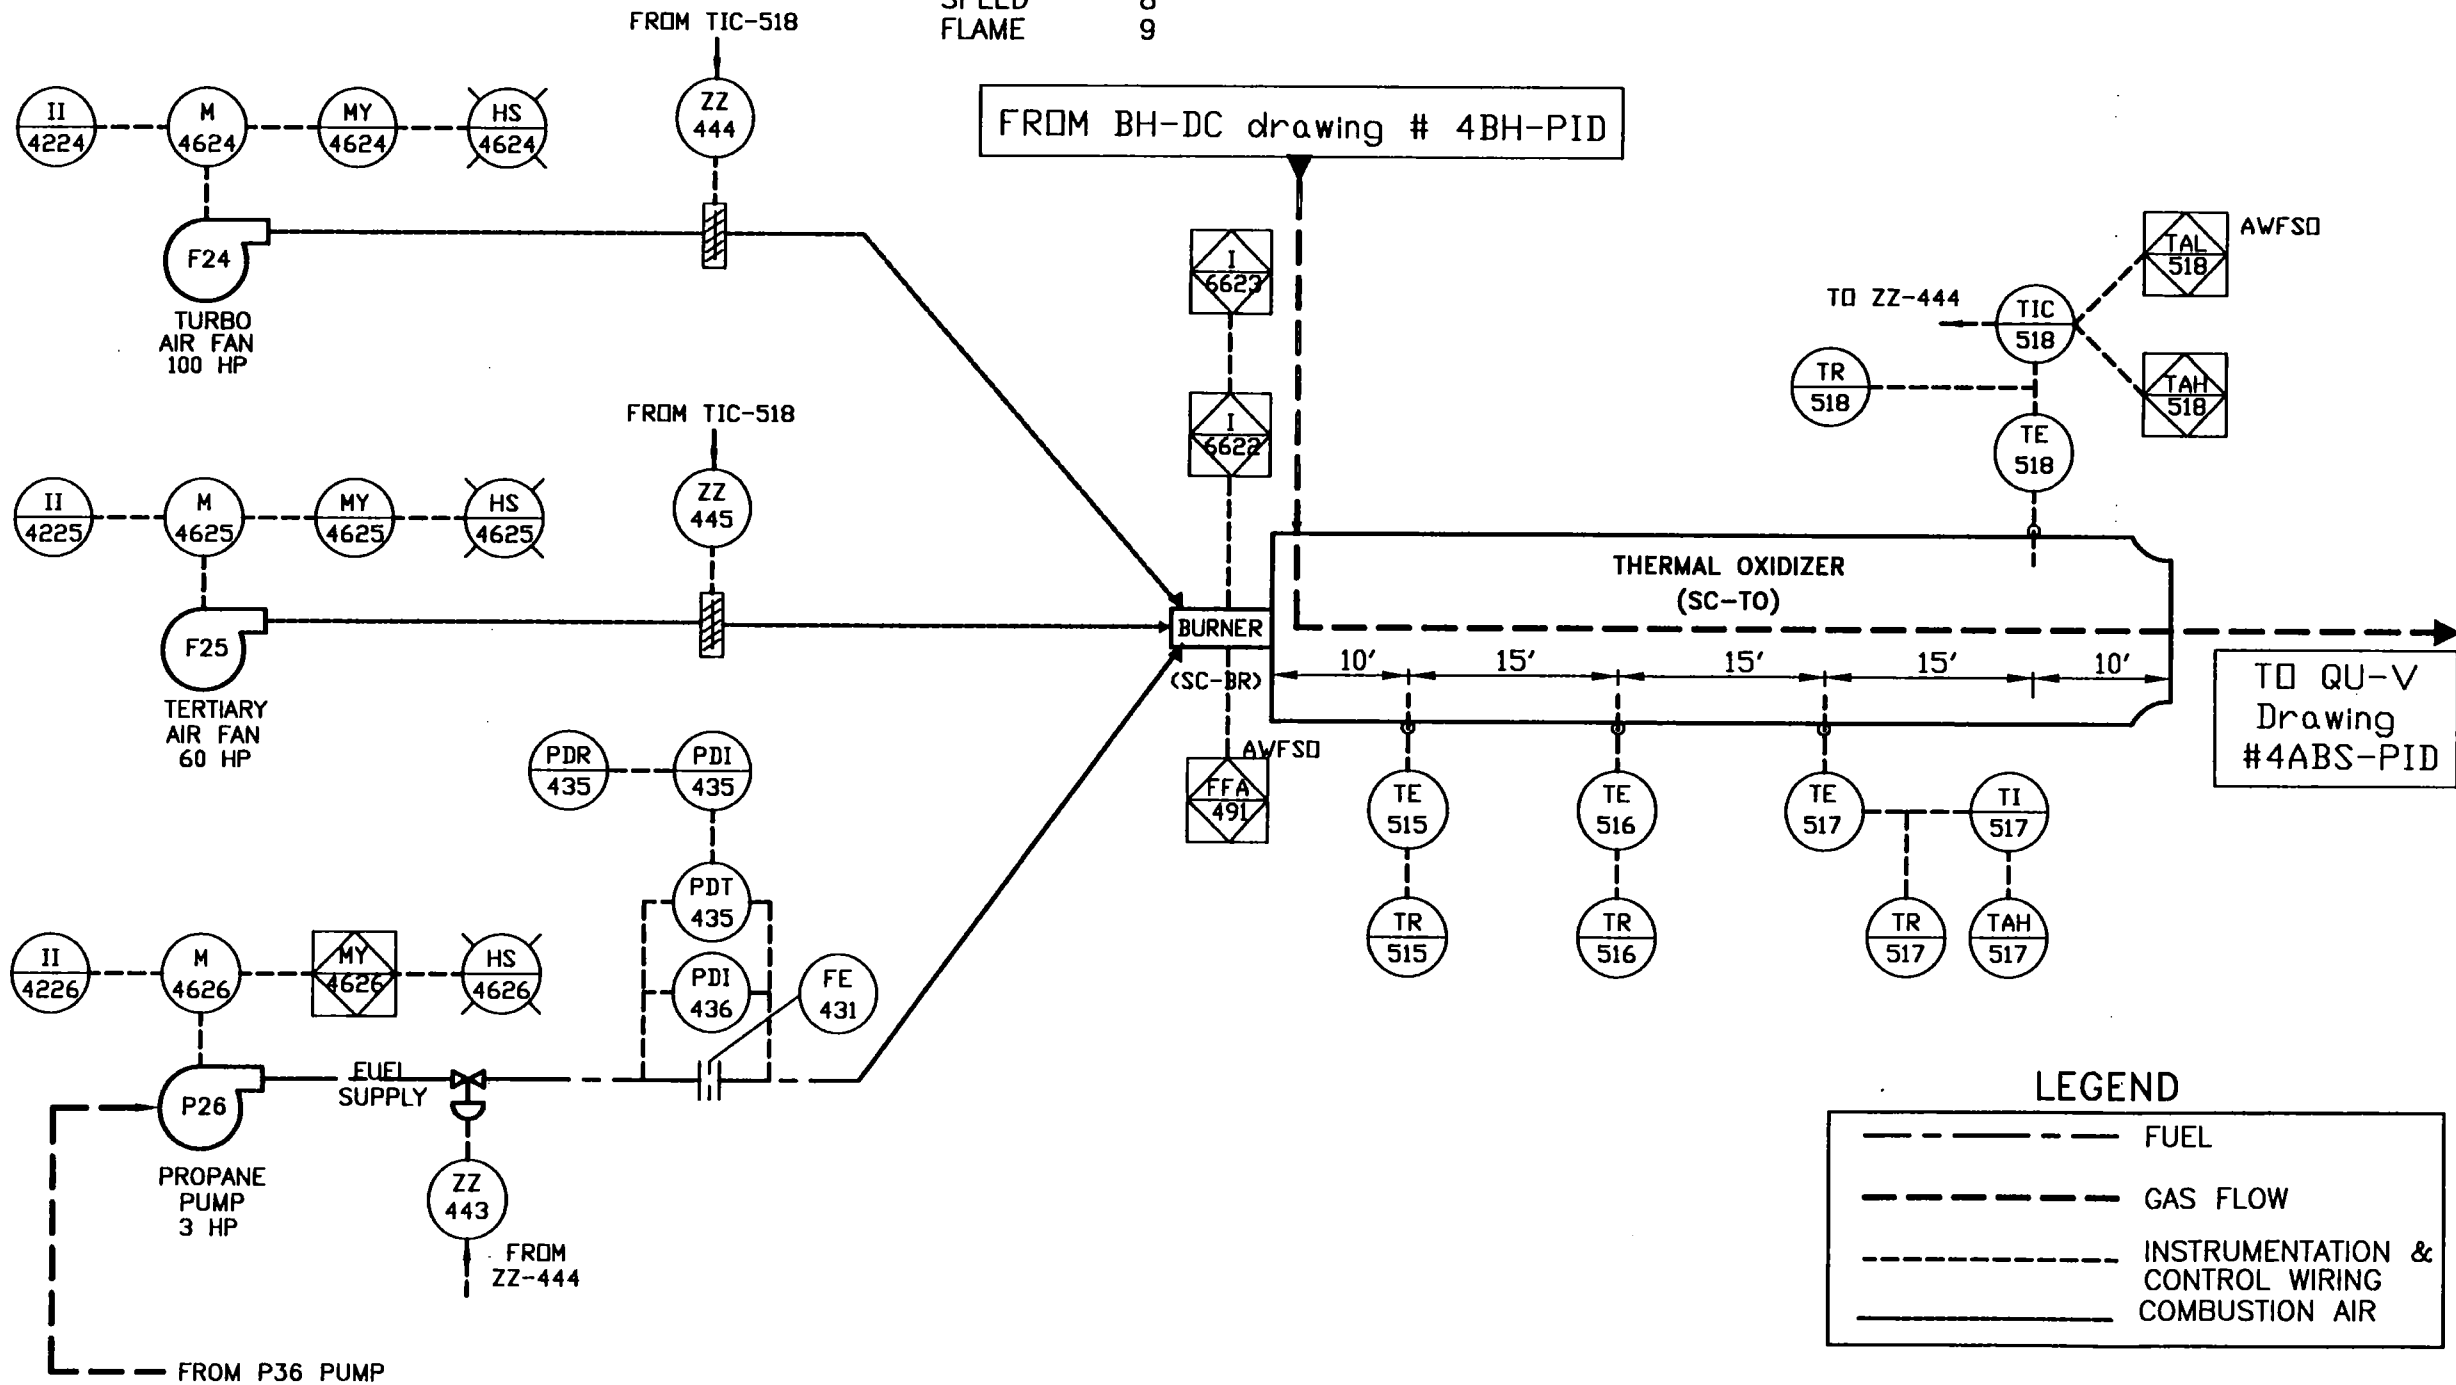 SPEED 8
FLAME 9
FROM TIC-518
II
4224
M
4624
MY
4624
HS
4624
ZZ
444
F24
TURBO
AIR FAN
100 HP
FROM BH-DC drawing # 4BH-PID
I
6623
I
6622
TAL
518
AWFSO
TO ZZ-444
TIC
518
TR
518
TAH
518
TE
518
FROM TIC-518
II
4225
M
4625
MY
4625
HS
4625
ZZ
445
F25
TERTIARY
AIR FAN
60 HP
BURNER
(SC-BR)
THERMAL OXIDIZER
(SC-TO)
10' 15' 15' 15' 10'
TO QU-V
Drawing
#4ABS-PID
AWFSO
FFA
491
TE
515
TE
516
TE
517
TI
517
TR
515
TR
516
TR
517
TAH
517
PDR
435
PDI
435
PDT
435
PDI
436
FE
431
II
4226
M
4626
MY
4626
HS
4626
P26
FUEL
SUPPLY
PROPANE
PUMP
3 HP
ZZ
443
FROM
ZZ-444
FROM P36 PUMP
LEGEND
FUEL
GAS FLOW
INSTRUMENTATION &
CONTROL WIRING
COMBUSTION AIR